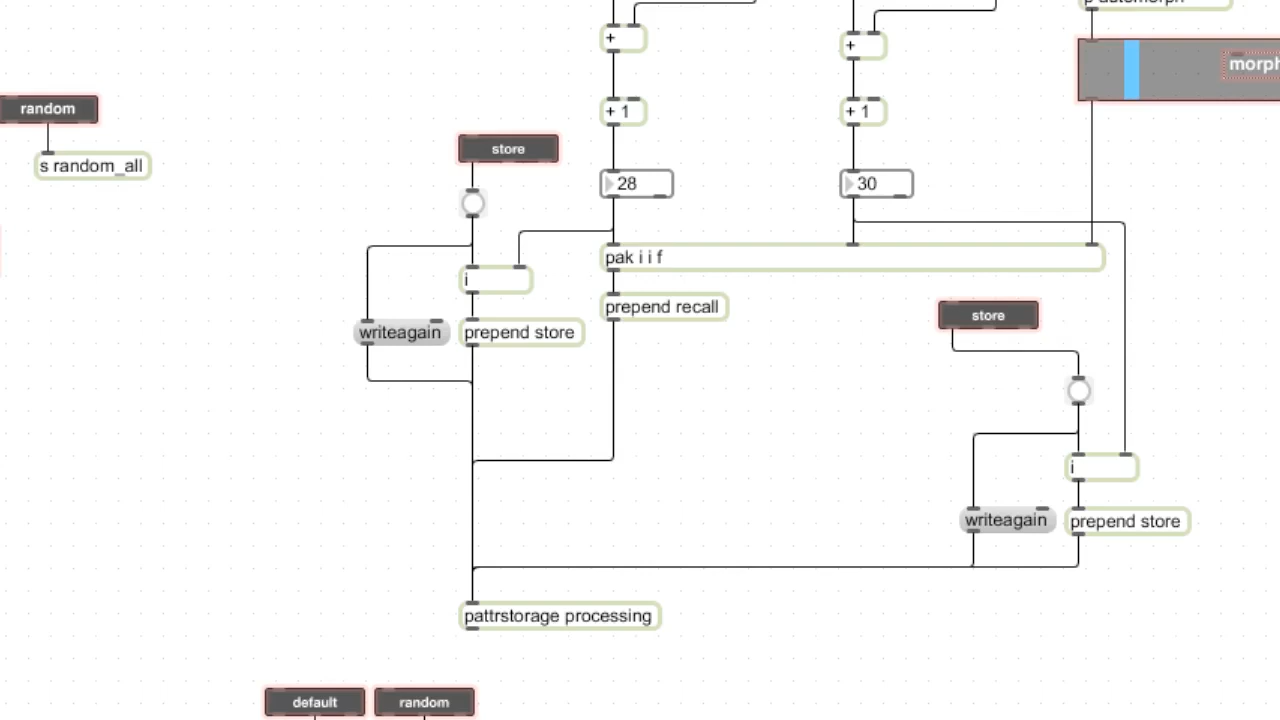 +
+
morph
random
+ 1
+ 1
store
s random_all
28
30
pak i i f
i
prepend recall
store
writeagain
prepend store
i
writeagain
prepend store
pattrstorage processing
default
random